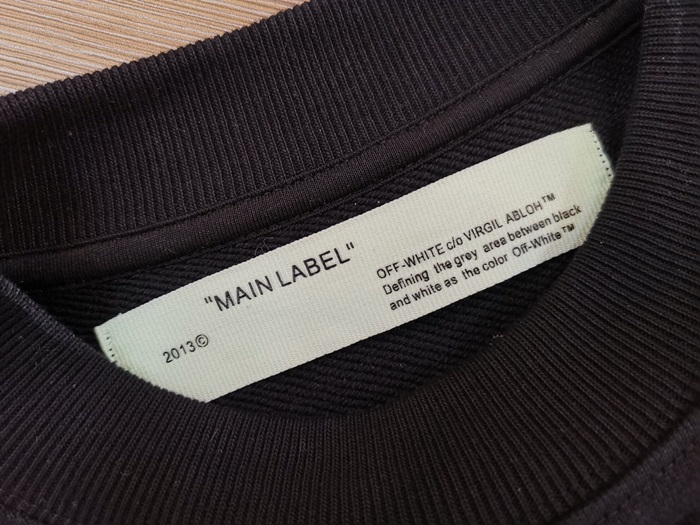 "MAIN LABEL"
2013©
OFF-WHITE c/o VIRGIL ABLOH™
Defining the grey area between black
and white as the color Off-White™